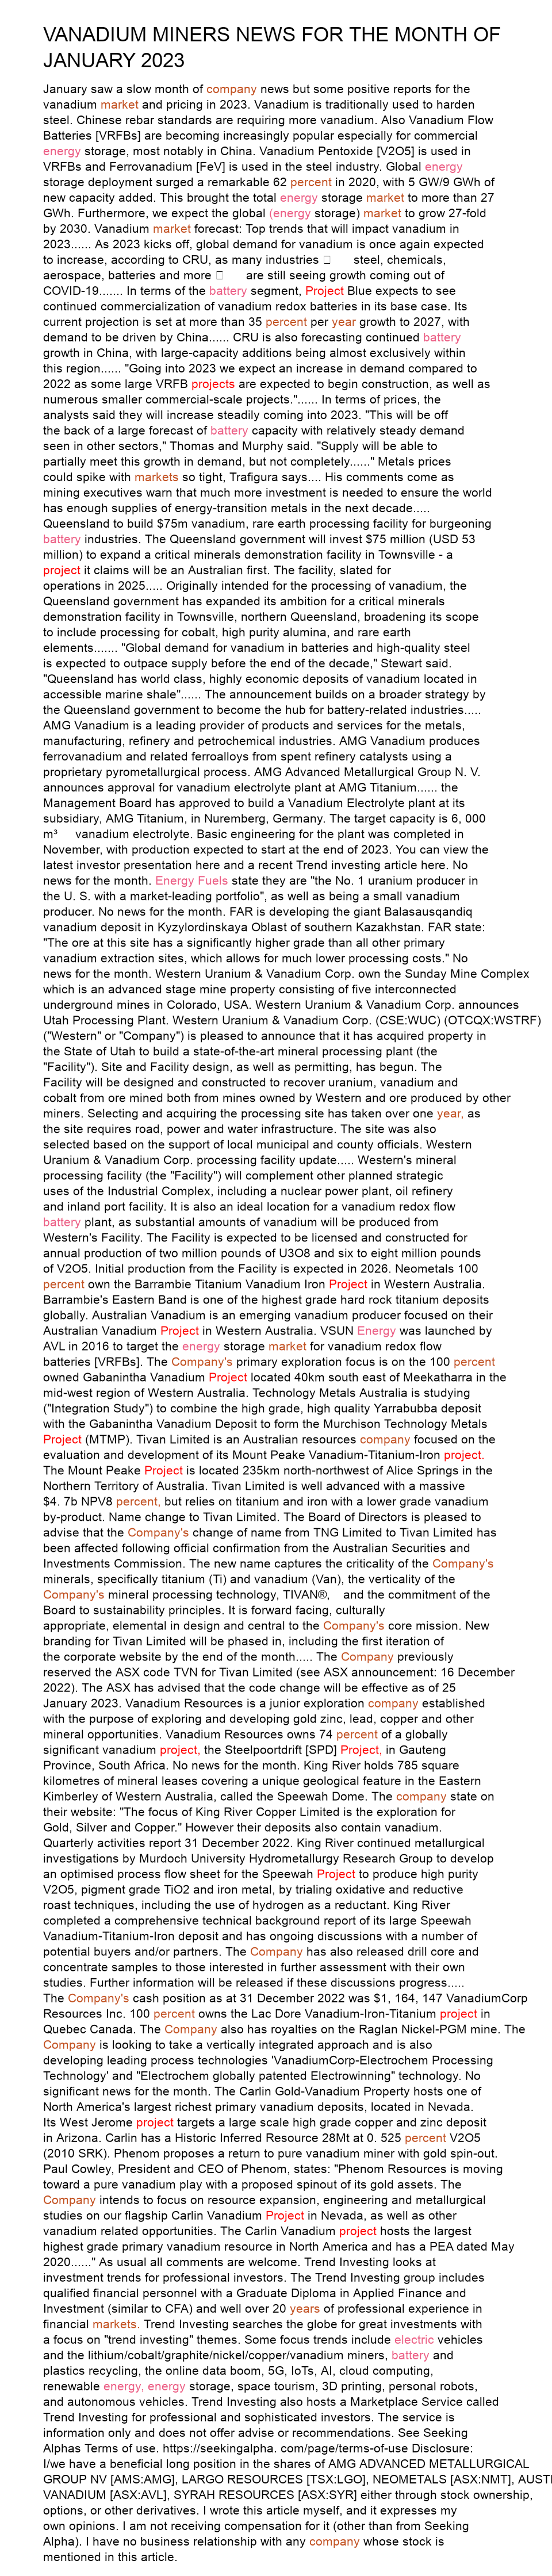 VANADIUM MINERS NEWS FOR THE MONTH OF
JANUARY 2023
January saw a slow month of company news but some positive reports for the
vanadium market and pricing in 2023. Vanadium is traditionally used to harden
steel. Chinese rebar standards are requiring more vanadium. Also Vanadium Flow
Batteries [VRFBs] are becoming increasingly popular especially for commercial
energy storage, most notably in China. Vanadium Pentoxide [V2O5] is used in
VRFBs and Ferrovanadium [FeV] is used in the steel industry. Global energy
storage deployment surged a remarkable 62 percent in 2020, with 5 GW/9 GWh of
new capacity added. This brought the total energy storage market to more than 27
GWh. Furthermore, we expect the global (energy storage) market to grow 27-fold
by 2030. Vanadium market forecast: Top trends that will impact vanadium in
2023...... As 2023 kicks off, global demand for vanadium is once again expected
to increase, according to CRU, as many industries steel, chemicals,
aerospace, batteries and more are still seeing growth coming out of
COVID-19....... In terms of the battery segment, Project Blue expects to see
continued commercialization of vanadium redox batteries in its base case. Its
current projection is set at more than 35 percent per year growth to 2027, with
demand to be driven by China...... CRU is also forecasting continued battery
growth in China, with large-capacity additions being almost exclusively within
this region...... "Going into 2023 we expect an increase in demand compared to
2022 as some large VRFB projects are expected to begin construction, as well as
numerous smaller commercial-scale projects."...... In terms of prices, the
analysts said they will increase steadily coming into 2023. "This will be off
the back of a large forecast of battery capacity with relatively steady demand
seen in other sectors," Thomas and Murphy said. "Supply will be able to
partially meet this growth in demand, but not completely......" Metals prices
could spike with markets so tight, Trafigura says.... His comments come as
mining executives warn that much more investment is needed to ensure the world
has enough supplies of energy-transition metals in the next decade.....
Queensland to build $75m vanadium, rare earth processing facility for burgeoning
battery industries. The Queensland government will invest $75 million (USD 53
million) to expand a critical minerals demonstration facility in Townsville - a
project it claims will be an Australian first. The facility, slated for
operations in 2025..... Originally intended for the processing of vanadium, the
Queensland government has expanded its ambition for a critical minerals
demonstration facility in Townsville, northern Queensland, broadening its scope
to include processing for cobalt, high purity alumina, and rare earth
elements....... "Global demand for vanadium in batteries and high-quality steel
is expected to outpace supply before the end of the decade," Stewart said.
"Queensland has world class, highly economic deposits of vanadium located in
accessible marine shale"...... The announcement builds on a broader strategy by
the Queensland government to become the hub for battery-related industries.....
AMG Vanadium is a leading provider of products and services for the metals,
manufacturing, refinery and petrochemical industries. AMG Vanadium produces
ferrovanadium and related ferroalloys from spent refinery catalysts using a
proprietary pyrometallurgical process. AMG Advanced Metallurgical Group N. V.
announces approval for vanadium electrolyte plant at AMG Titanium...... the
Management Board has approved to build a Vanadium Electrolyte plant at its
subsidiary, AMG Titanium, in Nuremberg, Germany. The target capacity is 6, 000
m³ vanadium electrolyte. Basic engineering for the plant was completed in
November, with production expected to start at the end of 2023. You can view the
latest investor presentation here and a recent Trend investing article here. No
news for the month. Energy Fuels state they are "the No. 1 uranium producer in
the U. S. with a market-leading portfolio", as well as being a small vanadium
producer. No news for the month. FAR is developing the giant Balasausqandiq
vanadium deposit in Kyzylordinskaya Oblast of southern Kazakhstan. FAR state:
"The ore at this site has a significantly higher grade than all other primary
vanadium extraction sites, which allows for much lower processing costs." No
news for the month. Western Uranium & Vanadium Corp. own the Sunday Mine Complex
which is an advanced stage mine property consisting of five interconnected
underground mines in Colorado, USA. Western Uranium & Vanadium Corp. announces
Utah Processing Plant. Western Uranium & Vanadium Corp. (CSE:WUC) (OTCQX:WSTRF)
("Western" or "Company") is pleased to announce that it has acquired property in
the State of Utah to build a state-of-the-art mineral processing plant (the
"Facility"). Site and Facility design, as well as permitting, has begun. The
Facility will be designed and constructed to recover uranium, vanadium and
cobalt from ore mined both from mines owned by Western and ore produced by other
miners. Selecting and acquiring the processing site has taken over one year, as
the site requires road, power and water infrastructure. The site was also
selected based on the support of local municipal and county officials. Western
Uranium & Vanadium Corp. processing facility update..... Western's mineral
processing facility (the "Facility") will complement other planned strategic
uses of the Industrial Complex, including a nuclear power plant, oil refinery
and inland port facility. It is also an ideal location for a vanadium redox flow
battery plant, as substantial amounts of vanadium will be produced from
Western's Facility. The Facility is expected to be licensed and constructed for
annual production of two million pounds of U3O8 and six to eight million pounds
of V2O5. Initial production from the Facility is expected in 2026. Neometals 100
percent own the Barrambie Titanium Vanadium Iron Project in Western Australia.
Barrambie's Eastern Band is one of the highest grade hard rock titanium deposits
globally. Australian Vanadium is an emerging vanadium producer focused on their
Australian Vanadium Project in Western Australia. VSUN Energy was launched by
AVL in 2016 to target the energy storage market for vanadium redox flow
batteries [VRFBs]. The Company's primary exploration focus is on the 100 percent
owned Gabanintha Vanadium Project located 40km south east of Meekatharra in the
mid-west region of Western Australia. Technology Metals Australia is studying
("Integration Study") to combine the high grade, high quality Yarrabubba deposit
with the Gabanintha Vanadium Deposit to form the Murchison Technology Metals
Project (MTMP). Tivan Limited is an Australian resources company focused on the
evaluation and development of its Mount Peake Vanadium-Titanium-Iron project.
The Mount Peake Project is located 235km north-northwest of Alice Springs in the
Northern Territory of Australia. Tivan Limited is well advanced with a massive
$4. 7b NPV8 percent, but relies on titanium and iron with a lower grade vanadium
by-product. Name change to Tivan Limited. The Board of Directors is pleased to
advise that the Company's change of name from TNG Limited to Tivan Limited has
been affected following official confirmation from the Australian Securities and
Investments Commission. The new name captures the criticality of the Company's
minerals, specifically titanium (Ti) and vanadium (Van), the verticality of the
Company's mineral processing technology, TIVAN®, and the commitment of the
Board to sustainability principles. It is forward facing, culturally
appropriate, elemental in design and central to the Company's core mission. New
branding for Tivan Limited will be phased in, including the first iteration of
the corporate website by the end of the month..... The Company previously
reserved the ASX code TVN for Tivan Limited (see ASX announcement: 16 December
2022). The ASX has advised that the code change will be effective as of 25
January 2023. Vanadium Resources is a junior exploration company established
with the purpose of exploring and developing gold zinc, lead, copper and other
mineral opportunities. Vanadium Resources owns 74 percent of a globally
significant vanadium project, the Steelpoortdrift [SPD] Project, in Gauteng
Province, South Africa. No news for the month. King River holds 785 square
kilometres of mineral leases covering a unique geological feature in the Eastern
Kimberley of Western Australia, called the Speewah Dome. The company state on
their website: "The focus of King River Copper Limited is the exploration for
Gold, Silver and Copper." However their deposits also contain vanadium.
Quarterly activities report 31 December 2022. King River continued metallurgical
investigations by Murdoch University Hydrometallurgy Research Group to develop
an optimised process flow sheet for the Speewah Project to produce high purity
V2O5, pigment grade TiO2 and iron metal, by trialing oxidative and reductive
roast techniques, including the use of hydrogen as a reductant. King River
completed a comprehensive technical background report of its large Speewah
Vanadium-Titanium-Iron deposit and has ongoing discussions with a number of
potential buyers and/or partners. The Company has also released drill core and
concentrate samples to those interested in further assessment with their own
studies. Further information will be released if these discussions progress.....
The Company's cash position as at 31 December 2022 was $1, 164, 147 VanadiumCorp
Resources Inc. 100 percent owns the Lac Dore Vanadium-Iron-Titanium project in
Quebec Canada. The Company also has royalties on the Raglan Nickel-PGM mine. The
Company is looking to take a vertically integrated approach and is also
developing leading process technologies 'VanadiumCorp-Electrochem Processing
Technology' and "Electrochem globally patented Electrowinning" technology. No
significant news for the month. The Carlin Gold-Vanadium Property hosts one of
North America's largest richest primary vanadium deposits, located in Nevada.
Its West Jerome project targets a large scale high grade copper and zinc deposit
in Arizona. Carlin has a Historic Inferred Resource 28Mt at 0. 525 percent V2O5
(2010 SRK). Phenom proposes a return to pure vanadium miner with gold spin-out.
Paul Cowley, President and CEO of Phenom, states: "Phenom Resources is moving
toward a pure vanadium play with a proposed spinout of its gold assets. The
Company intends to focus on resource expansion, engineering and metallurgical
studies on our flagship Carlin Vanadium Project in Nevada, as well as other
vanadium related opportunities. The Carlin Vanadium project hosts the largest
highest grade primary vanadium resource in North America and has a PEA dated May
2020......" As usual all comments are welcome. Trend Investing looks at
investment trends for professional investors. The Trend Investing group includes
qualified financial personnel with a Graduate Diploma in Applied Finance and
Investment (similar to CFA) and well over 20 years of professional experience in
financial markets. Trend Investing searches the globe for great investments with
a focus on "trend investing" themes. Some focus trends include electric vehicles
and the lithium/cobalt/graphite/nickel/copper/vanadium miners, battery and
plastics recycling, the online data boom, 5G, IoTs, AI, cloud computing,
renewable energy, energy storage, space tourism, 3D printing, personal robots,
and autonomous vehicles. Trend Investing also hosts a Marketplace Service called
Trend Investing for professional and sophisticated investors. The service is
information only and does not offer advise or recommendations. See Seeking
Alphas Terms of use. https://seekingalpha. com/page/terms-of-use Disclosure:
I/we have a beneficial long position in the shares of AMG ADVANCED METALLURGICAL
GROUP NV [AMS:AMG], LARGO RESOURCES [TSX:LGO], NEOMETALS [ASX:NMT],
VANADIUM [ASX:AVL], SYRAH RESOURCES [ASX:SYR] either through stock ownership,
options, or other derivatives. I wrote this article myself, and it expresses my
own opinions. I am not receiving compensation for it (other than from Seeking
Alpha). I have no business relationship with any company whose stock is
mentioned in this article.